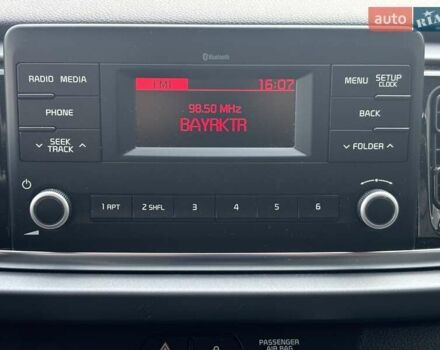 auto RIA
Bluetooth
RADIO MEDIA
FM1 16:07
MENU SETUP
CLOCK
98.50 MHz
PHONE
BAYRKTR
BACK
SEEK
TRACK
FOLDER
1 RPT 2 SHFL 3 4 5 6
PASSENGER
AIR BAG